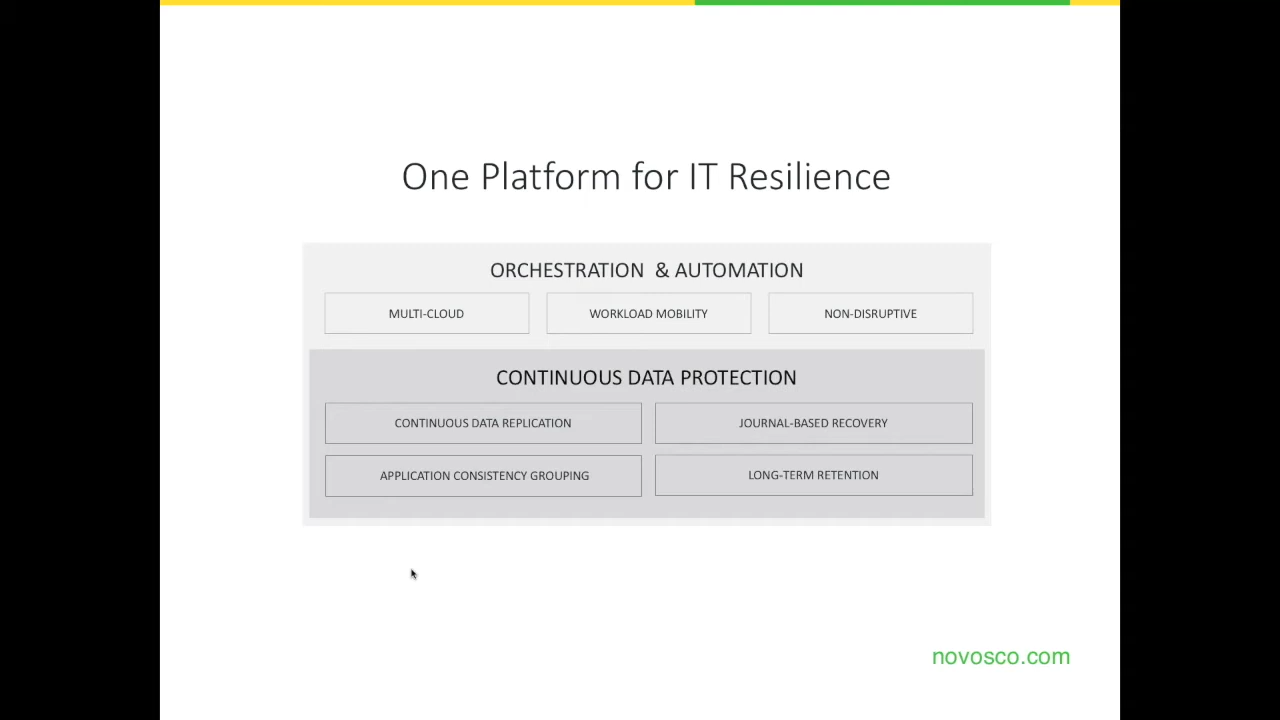 One Platform for IT Resilience
ORCHESTRATION & AUTOMATION
MULTI-CLOUD
WORKLOAD MOBILITY
NON-DISRUPTIVE
CONTINUOUS DATA PROTECTION
CONTINUOUS DATA REPLICATION
JOURNAL-BASED RECOVERY
APPLICATION CONSISTENCY GROUPING
LONG-TERM RETENTION
novosco.com